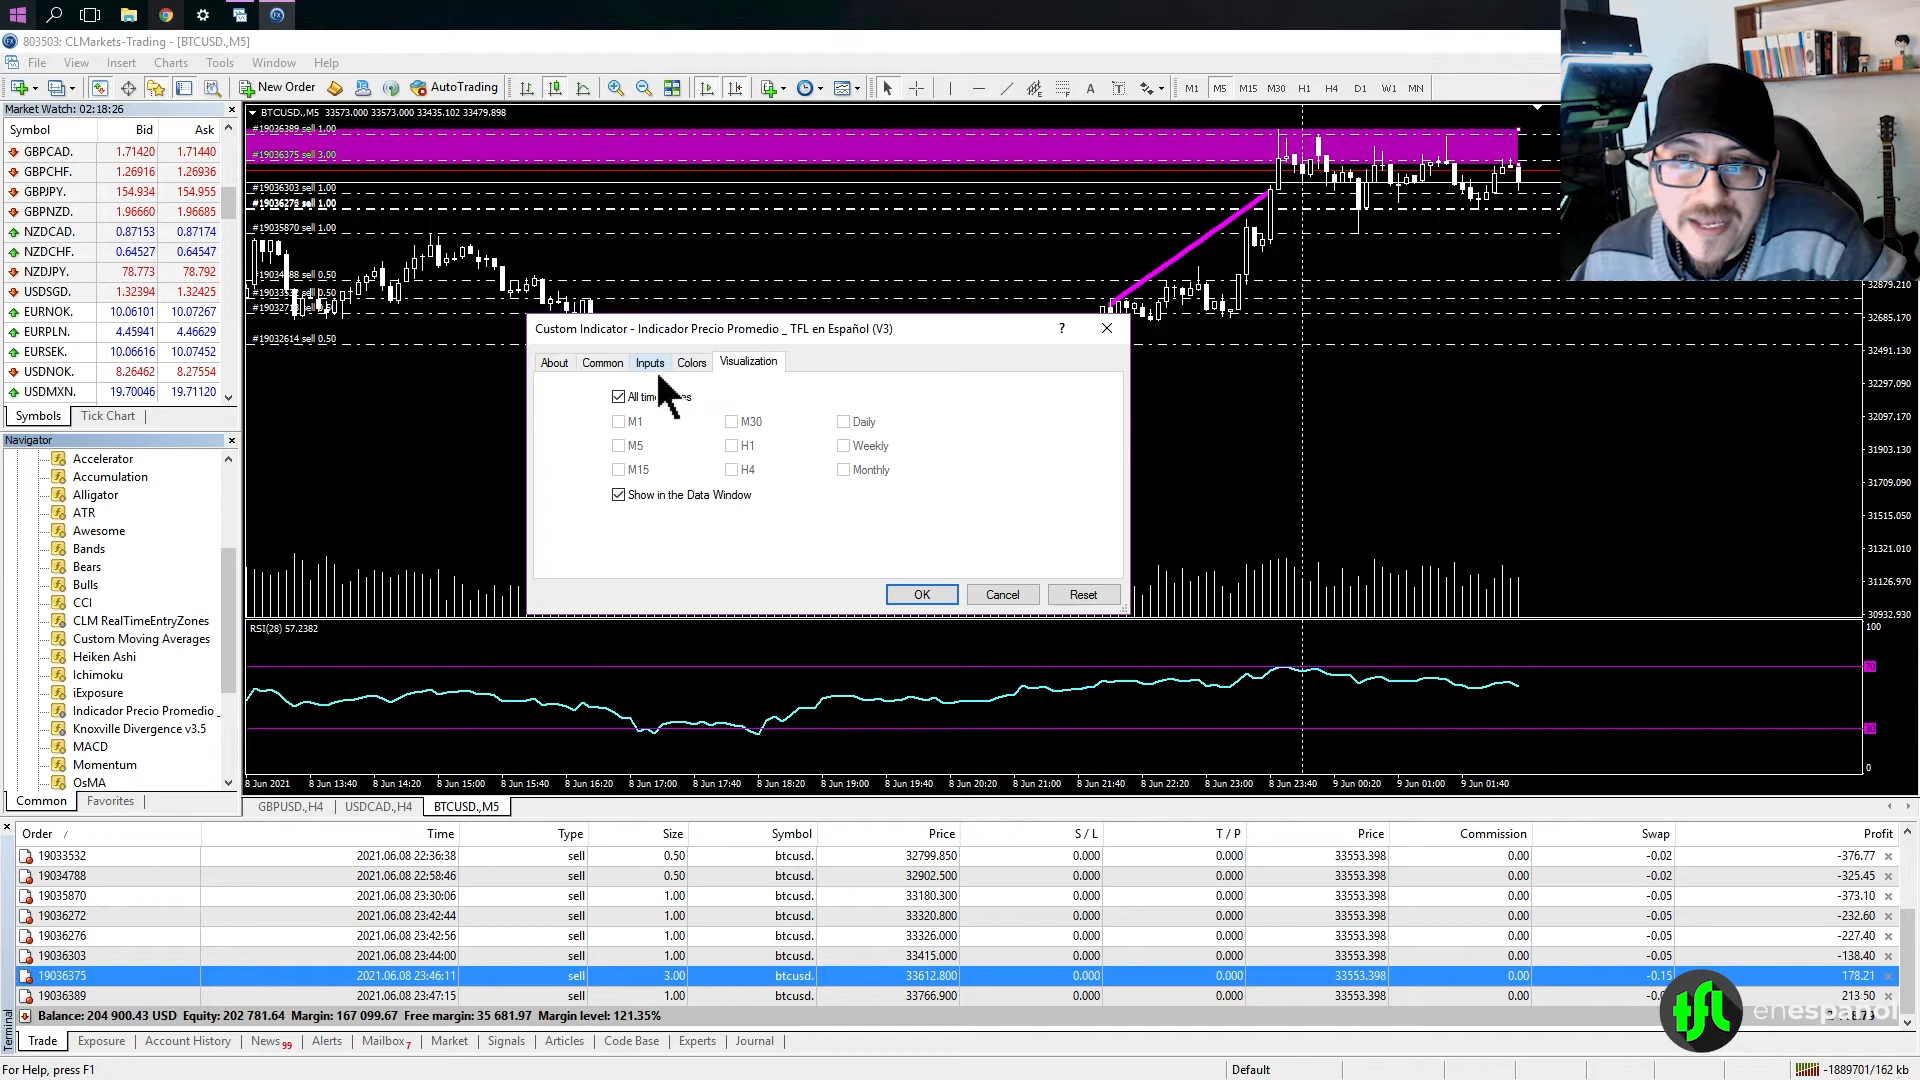 803503: CLMarkets-Trading - [BTCUSD.,M5]
File View Insert Charts Tools Window Help
New Order AutoTrading M1 M5 M15 M30 H1 H4 D1 W1 MN
Market Watch: 02:18:26
Symbol Bid Ask
GBPCAD. 1.71420 1.71440
GBPCHF. 1.26916 1.26936
GBPJPY. 154.934 154.955
GBPNZD. 1.96660 1.96685
NZDCAD. 0.87153 0.87174
NZDCHF. 0.64527 0.64547
NZDJPY. 78.773 78.792
USDSGD. 1.32394 1.32425
EURNOK. 10.06101 10.07267
EURPLN. 4.45941 4.46629
EURSEK. 10.06616 10.07452
USDNOK. 8.26462 8.27554
USDMXN. 19.70046 19.71120
Symbols Tick Chart
Navigator
Accelerator
Accumulation
Alligator
ATR
Awesome
Bands
Bears
Bulls
CCI
CLM RealTimeEntryZones
Custom Moving Averages
Heiken Ashi
Ichimoku
iExposure
Indicador Precio Promedio _
Knoxville Divergence v3.5
MACD
Momentum
OsMA
Common Favorites
BTCUSD.,M5 33573.000 33573.000 33435.102 33479.898
#19036389 sell 1.00
#19036375 sell 3.00
#19036303 sell 1.00
#19036276 sell 1.00
#19035870 sell 1.00
#19034788 sell 0.50
#19033532 sell 0.50
#19032614 sell 0.50
32879.210
32685.170
32491.130
32297.090
32097.170
31903.130
31709.090
31515.050
31321.010
31126.970
30932.930
Custom Indicator - Indicador Precio Promedio _ TFL en Español (V3)
About Common Inputs Colors Visualization
M1 M30 Daily
M5 H1 Weekly
M15 H4 Monthly
Show in the Data Window
OK Cancel Reset
RSI(28) 57.2382
100
70
30
0
8 Jun 2021 8 Jun 13:40 8 Jun 14:20 8 Jun 15:00 8 Jun 15:40 8 Jun 16:20 8 Jun 17:00 8 Jun 17:40 8 Jun 18:20 8 Jun 19:00 8 Jun 19:40 8 Jun 20:20 8 Jun 21:00 8 Jun 21:40 8 Jun 22:20 8 Jun 23:00 8 Jun 23:40 9 Jun 00:20 9 Jun 01:00 9 Jun 01:40
GBPUSD.,H4 USDCAD.,H4 BTCUSD.,M5
Order / Time Type Size Symbol Price S / L T / P Price Commission Swap Profit
19033532 2021.06.08 22:36:38 sell 0.50 btcusd. 32799.850 0.000 0.000 33553.398 0.00 -0.02 -376.77
19034788 2021.06.08 22:58:46 sell 0.50 btcusd. 32902.500 0.000 0.000 33553.398 0.00 -0.02 -325.45
19035870 2021.06.08 23:30:06 sell 1.00 btcusd. 33180.300 0.000 0.000 33553.398 0.00 -0.05 -373.10
19036272 2021.06.08 23:42:44 sell 1.00 btcusd. 33320.800 0.000 0.000 33553.398 0.00 -0.05 -232.60
19036276 2021.06.08 23:42:56 sell 1.00 btcusd. 33326.000 0.000 0.000 33553.398 0.00 -0.05 -227.40
19036303 2021.06.08 23:44:00 sell 1.00 btcusd. 33415.000 0.000 0.000 33553.398 0.00 -0.05 -138.40
19036375 2021.06.08 23:46:11 sell 3.00 btcusd. 33612.800 0.000 0.000 33553.398 0.00 -0.15 178.21
19036389 2021.06.08 23:47:15 sell 1.00 btcusd. 33766.900 0.000 0.000 33553.398 0.00 213.50
Balance: 204 900.43 USD Equity: 202 781.64 Margin: 167 099.67 Free margin: 35 681.97 Margin level: 121.35%
tfl enespañol
Terminal
Trade Exposure Account History News 99 Alerts Mailbox 7 Market Signals Articles Code Base Experts Journal
For Help, press F1 Default -1889701/162 kb